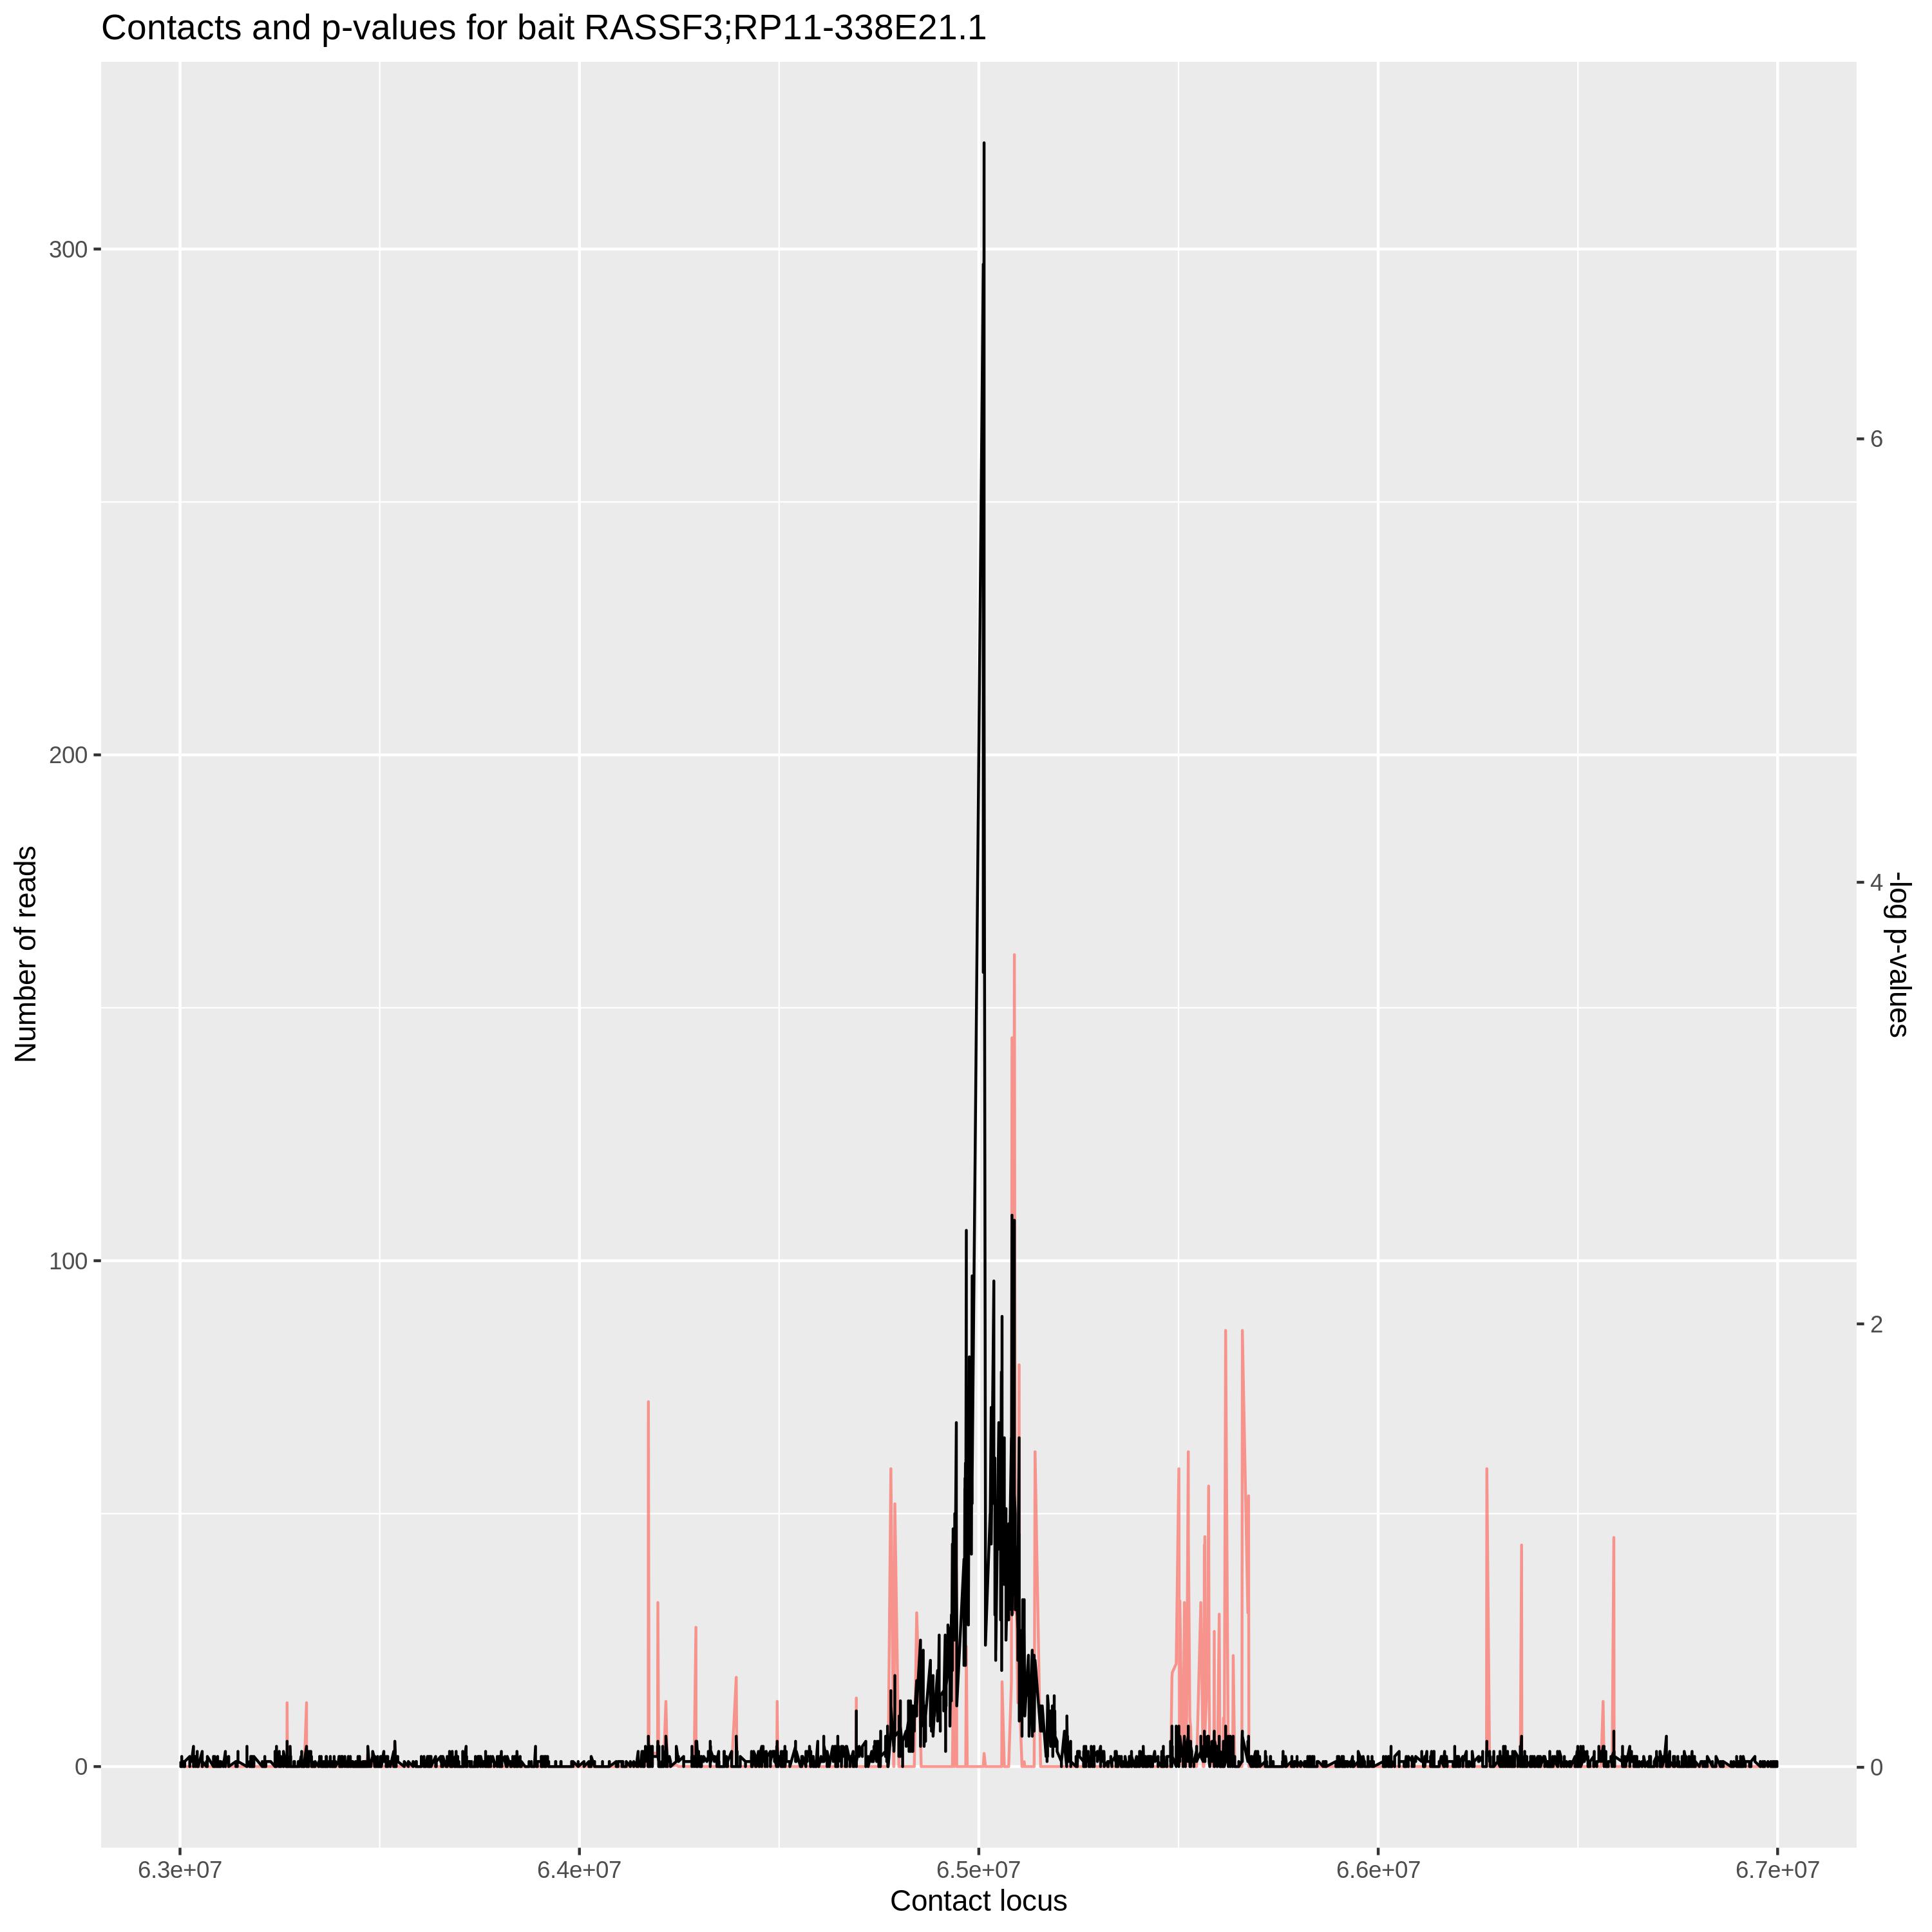 Contacts and p-values for bait RASSF3;RP11-338E21.1
300
200
100
0
Number of reads
6
4
2
0
-log p-values
6.3e+07
6.4e+07
6.5e+07
6.6e+07
6.7e+07
Contact locus